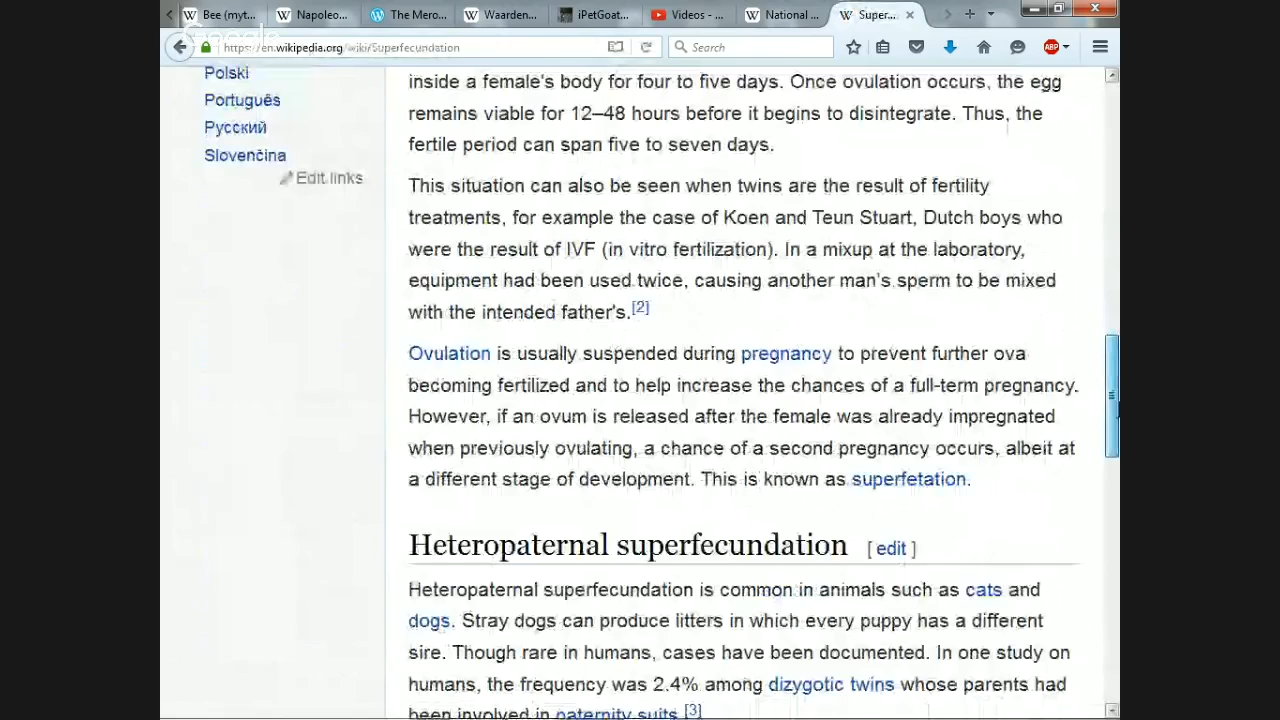 Bee (myt...
Napoleo...
The Mero...
Waarden...
iPetGoat...
Videos - ...
National ...
Super...
Google
https://en.wikipedia.org/wiki/Superfecundation
Search
ABP
Polski
Português
Русский
Slovenčina
Edit links
inside a female's body for four to five days. Once ovulation occurs, the egg
remains viable for 12–48 hours before it begins to disintegrate. Thus, the
fertile period can span five to seven days.
This situation can also be seen when twins are the result of fertility
treatments, for example the case of Koen and Teun Stuart, Dutch boys who
were the result of IVF (in vitro fertilization). In a mixup at the laboratory,
equipment had been used twice, causing another man's sperm to be mixed
with the intended father's.[2]
Ovulation is usually suspended during pregnancy to prevent further ova
becoming fertilized and to help increase the chances of a full-term pregnancy.
However, if an ovum is released after the female was already impregnated
when previously ovulating, a chance of a second pregnancy occurs, albeit at
a different stage of development. This is known as superfetation.
Heteropaternal superfecundation [ edit ]
Heteropaternal superfecundation is common in animals such as cats and
dogs. Stray dogs can produce litters in which every puppy has a different
sire. Though rare in humans, cases have been documented. In one study on
humans, the frequency was 2.4% among dizygotic twins whose parents had
been involved in paternity suits.[3]